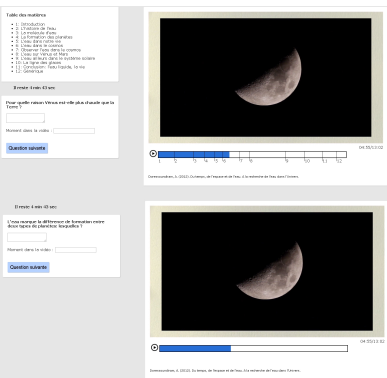 Table des matières
1: Introduction
2. L'histoire de l'eau
3. La molécule d'eau
4. La formation des planètes
5. L'eau dans notre vie
6. L'eau dans le cosmos
7. Observer l'eau dans le cosmos
8. L'eau sur Vénus et Mars
9. L'eau ailleurs dans le système solaire
10. La ligne des glaces
11. Conclusion: l'eau liquide, la vie
12: Générique
Il reste 4 min 43 sec
Pour quelle raison Vénus est-elle plus chaude que la
Terre ?
Moment dans la vidéo :
Question suivante
04:55/13:02
1 2 3 4 5 6 7 8 9 10 11 12
Il reste 4 min 43 sec
L'eau marque la différence de formation entre
deux types de planètes: lesquelles ?
Moment dans la vidéo :
Question suivante
04:55/13:02